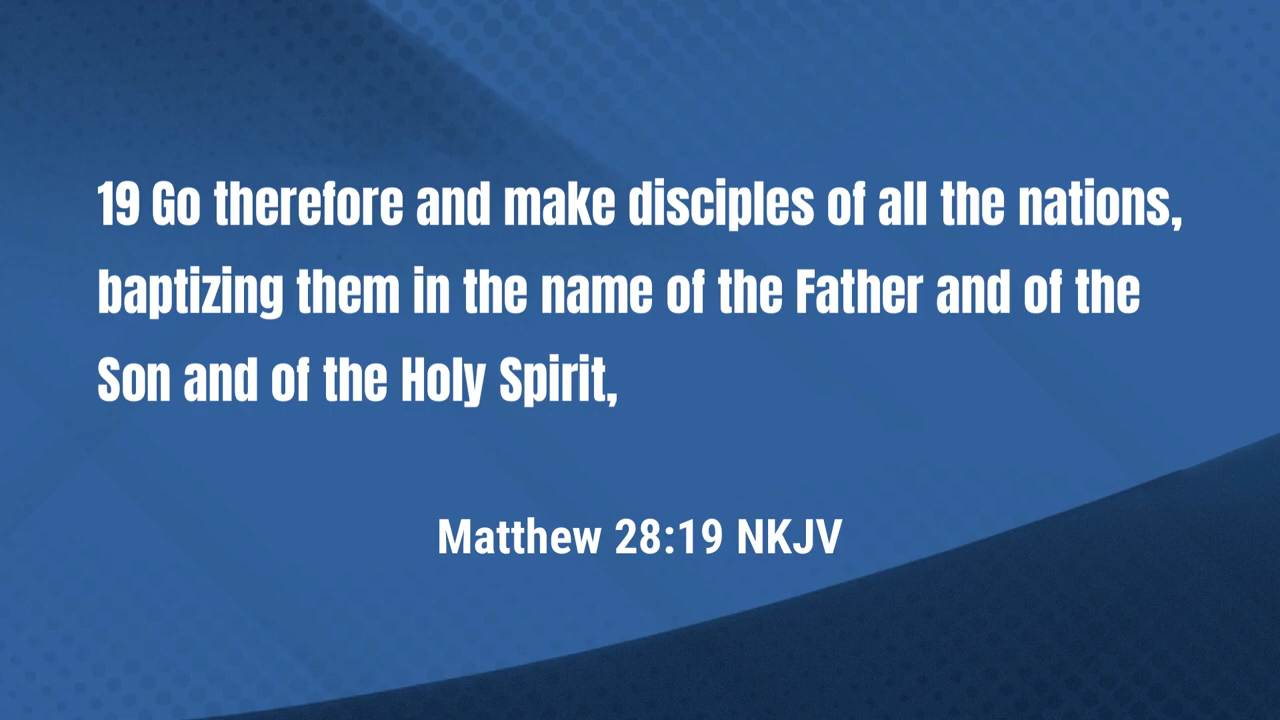 19 Go therefore and make disciples of all the nations,
baptizing them in the name of the Father and of the
Son and of the Holy Spirit,
Matthew 28:19 NKJV